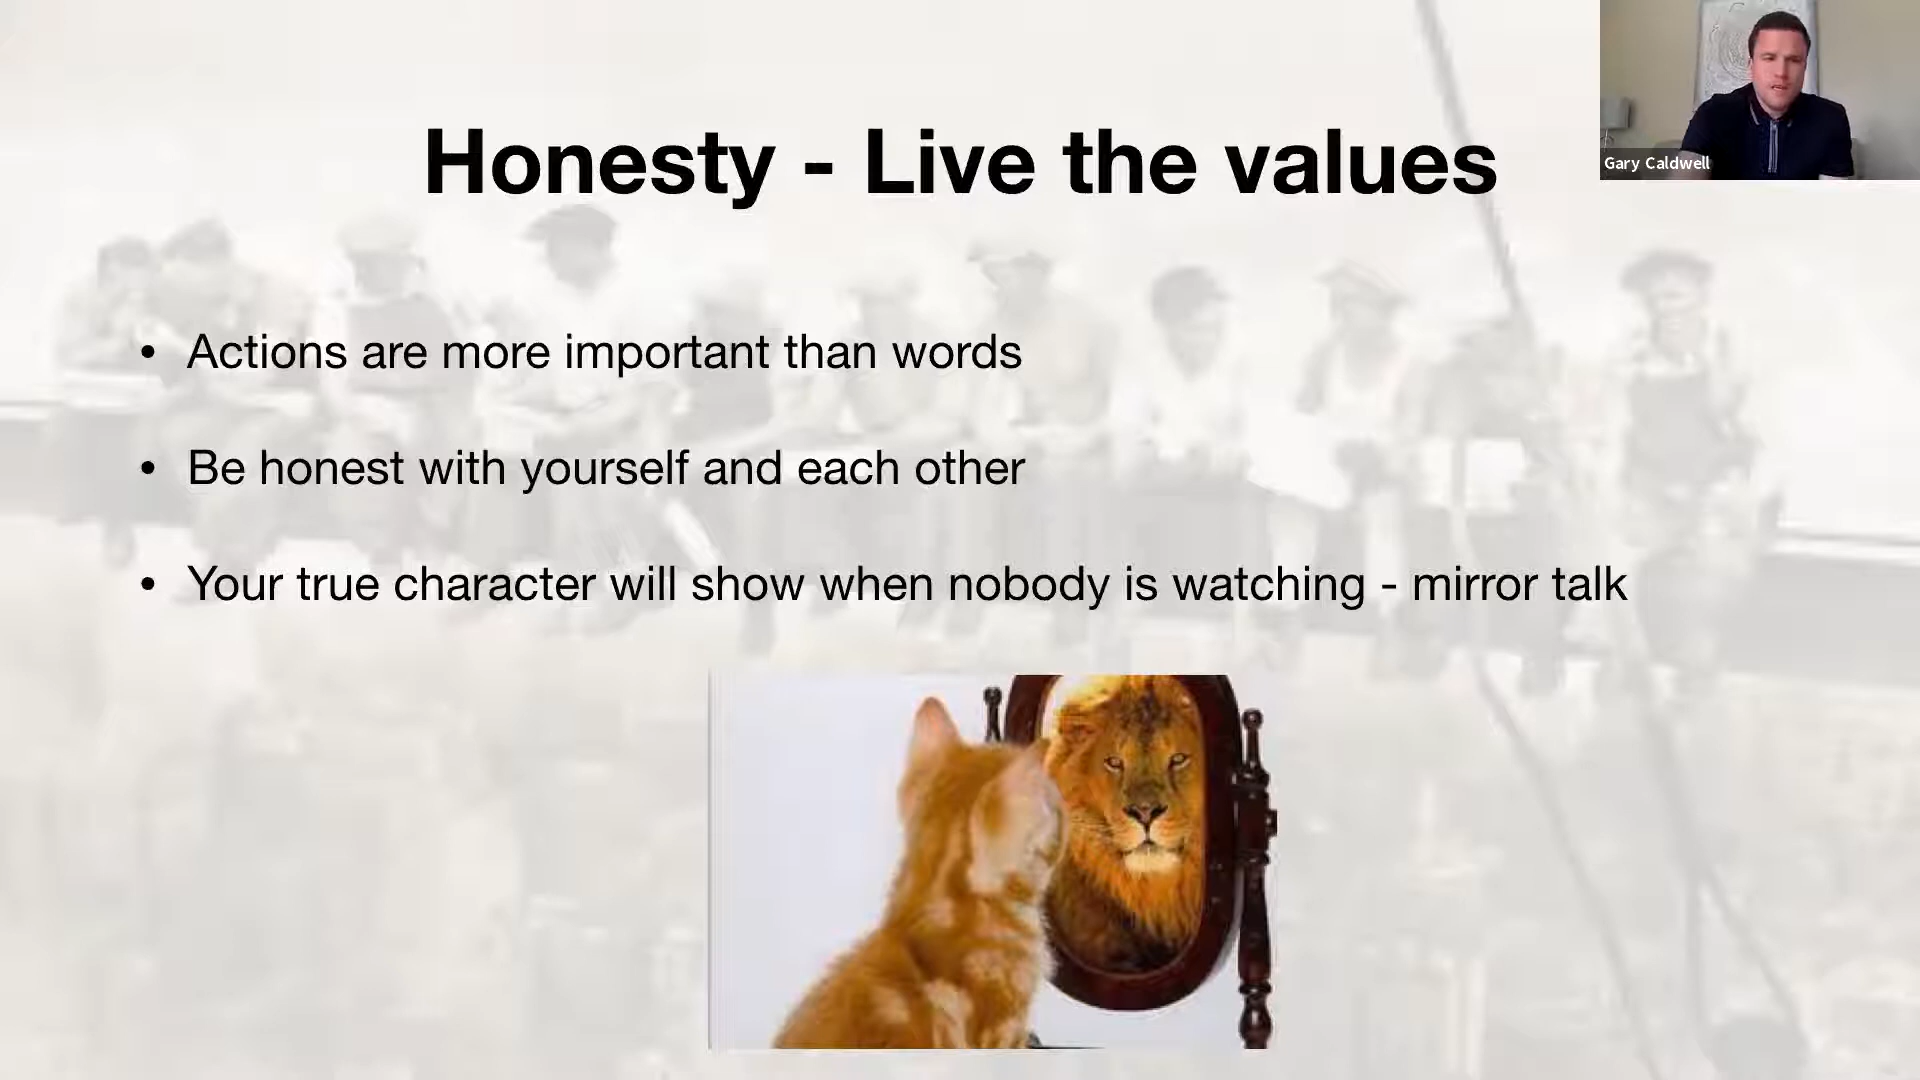 Honesty - Live the values
Gary Caldwell
• Actions are more important than words
• Be honest with yourself and each other
• Your true character will show when nobody is watching - mirror talk